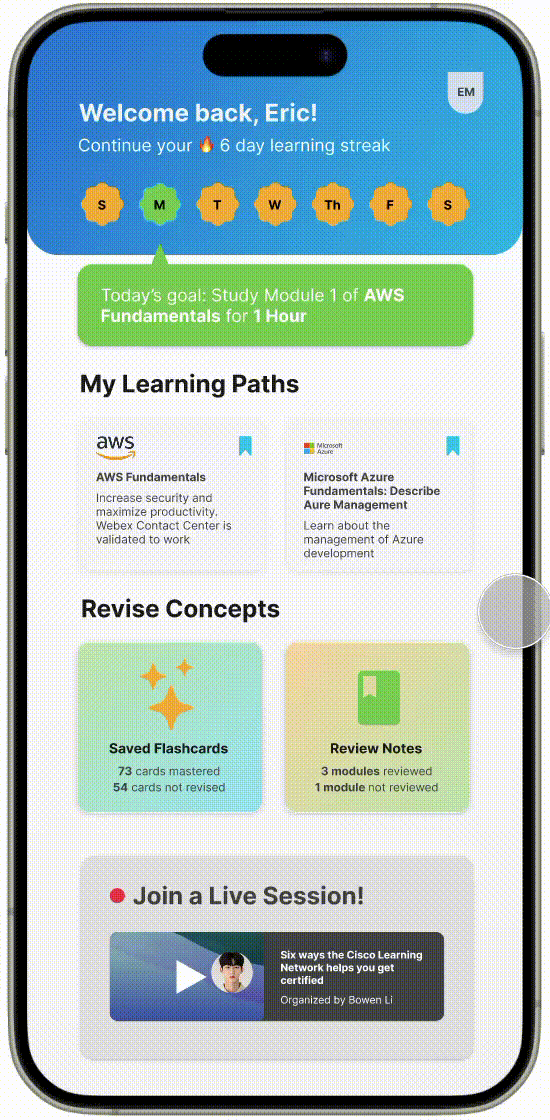 EM
Welcome back, Eric!
Continue your 🔥 6 day learning streak
S M T W Th F S
Today's goal: Study Module 1 of AWS
Fundamentals for 1 Hour
My Learning Paths
aws
AWS Fundamentals
Increase security and
maximize productivity.
Webex Contact Center is
validated to work
Microsoft
Azure
Microsoft Azure
Fundamentals: Describe
Aure Management
Learn about the
management of Azure
development
Revise Concepts
Saved Flashcards
73 cards mastered
54 cards not revised
Review Notes
3 modules reviewed
1 module not reviewed
Join a Live Session!
Six ways the Cisco Learning
Network helps you get
certified
Organized by Bowen Li